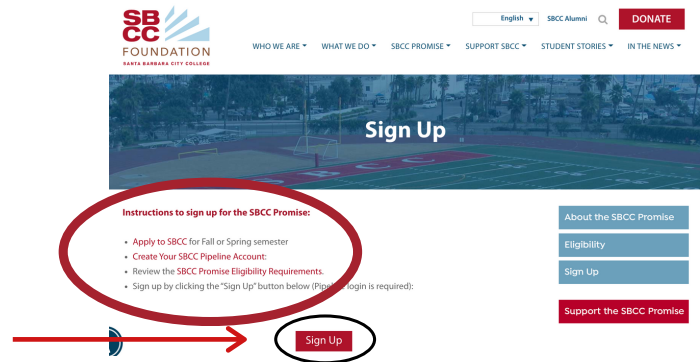 SB
CC
FOUNDATION
SANTA BARBARA CITY COLLEGE
English SBCC Alumni DONATE
WHO WE ARE WHAT WE DO SBCC PROMISE SUPPORT SBCC STUDENT STORIES IN THE NEWS
Sign Up
Instructions to sign up for the SBCC Promise:
• Apply to SBCC for Fall or Spring semester
• Create Your SBCC Pipeline Account:
• Review the SBCC Promise Eligibility Requirements.
• Sign up by clicking the "Sign Up" button below (Pipeline login is required):
Sign Up
About the SBCC Promise
Eligibility
Sign Up
Support the SBCC Promise